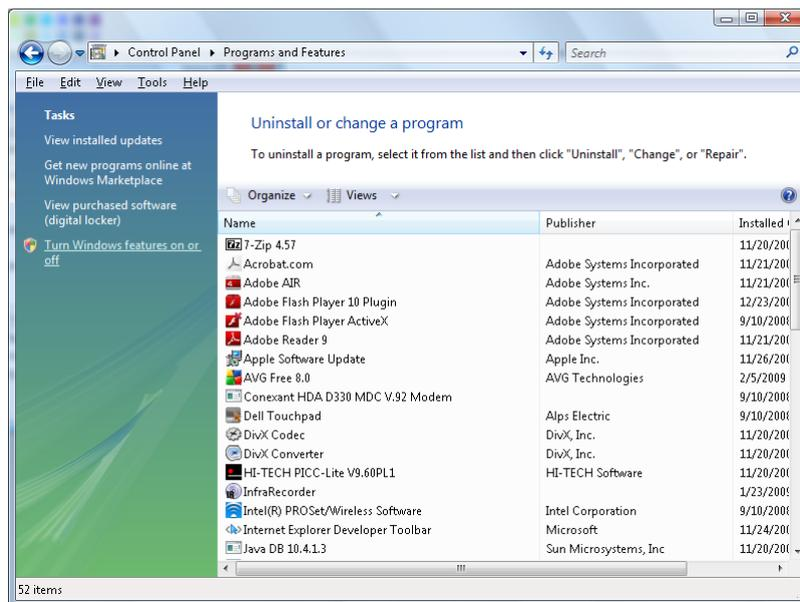 Control Panel Programs and Features Search
File Edit View Tools Help
Tasks
View installed updates
Get new programs online at
Windows Marketplace
View purchased software
(digital locker)
Turn Windows features on or
off
Uninstall or change a program
To uninstall a program, select it from the list and then click "Uninstall", "Change", or "Repair".
Organize Views
Name Publisher Installed
7-Zip 4.57 11/20/200
Acrobat.com Adobe Systems Incorporated 11/21/200
Adobe AIR Adobe Systems Inc. 11/21/200
Adobe Flash Player 10 Plugin Adobe Systems Incorporated 12/23/200
Adobe Flash Player ActiveX Adobe Systems Incorporated 9/10/2008
Adobe Reader 9 Adobe Systems Incorporated 11/21/200
Apple Software Update Apple Inc. 11/26/200
AVG Free 8.0 AVG Technologies 2/5/2009
Conexant HDA D330 MDC V.92 Modem 9/10/2008
Dell Touchpad Alps Electric 9/10/2008
DivX Codec DivX, Inc. 11/20/200
DivX Converter DivX, Inc. 11/20/200
HI-TECH PICC-Lite V9.60PL1 HI-TECH Software 11/20/200
InfraRecorder 1/23/2009
Intel(R) PROSet/Wireless Software Intel Corporation 9/10/2008
Internet Explorer Developer Toolbar Microsoft 11/24/200
Java DB 10.4.1.3 Sun Microsystems, Inc 11/20/200
52 items